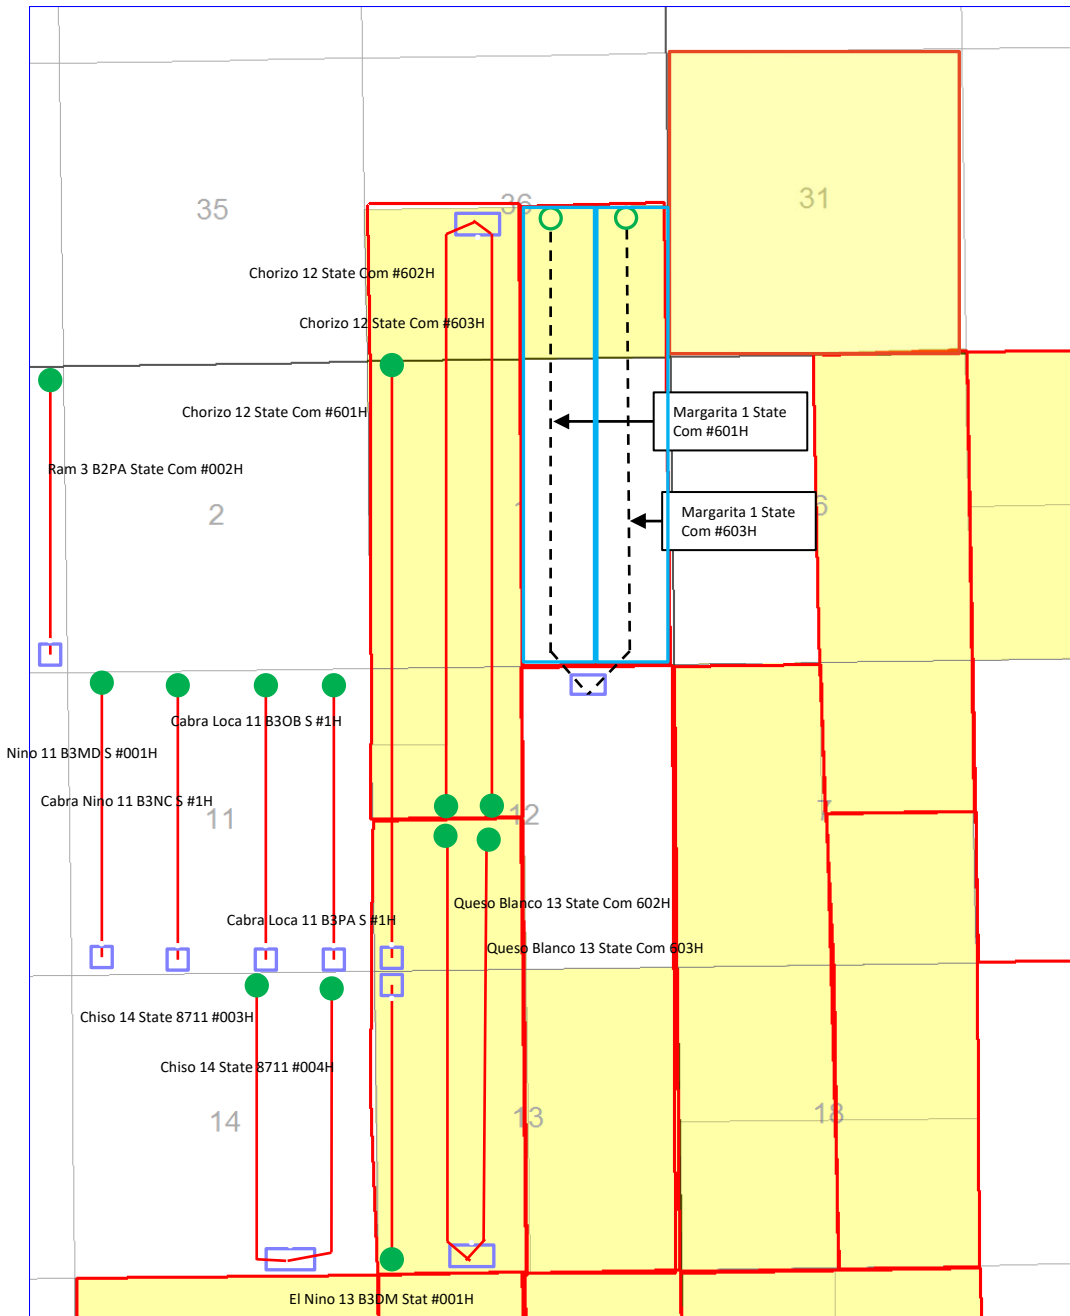 35
36
31
Chorizo 12 State Com #602H
Chorizo 12 State Com #603H
Chorizo 12 State Com #601H
Margarita 1 State
Com #601H
Ram 3 B2PA State Com #002H
2
1
6
Margarita 1 State
Com #603H
Cabra Loca 11 B3OB S #1H
Nino 11 B3MD S #001H
Cabra Nino 11 B3NC S #1H
11
12
7
Queso Blanco 13 State Com 602H
Cabra Loca 11 B3PA S #1H
Queso Blanco 13 State Com 603H
Chiso 14 State 8711 #003H
Chiso 14 State 8711 #004H
14
13
18
El Nino 13 B3DM Stat #001H